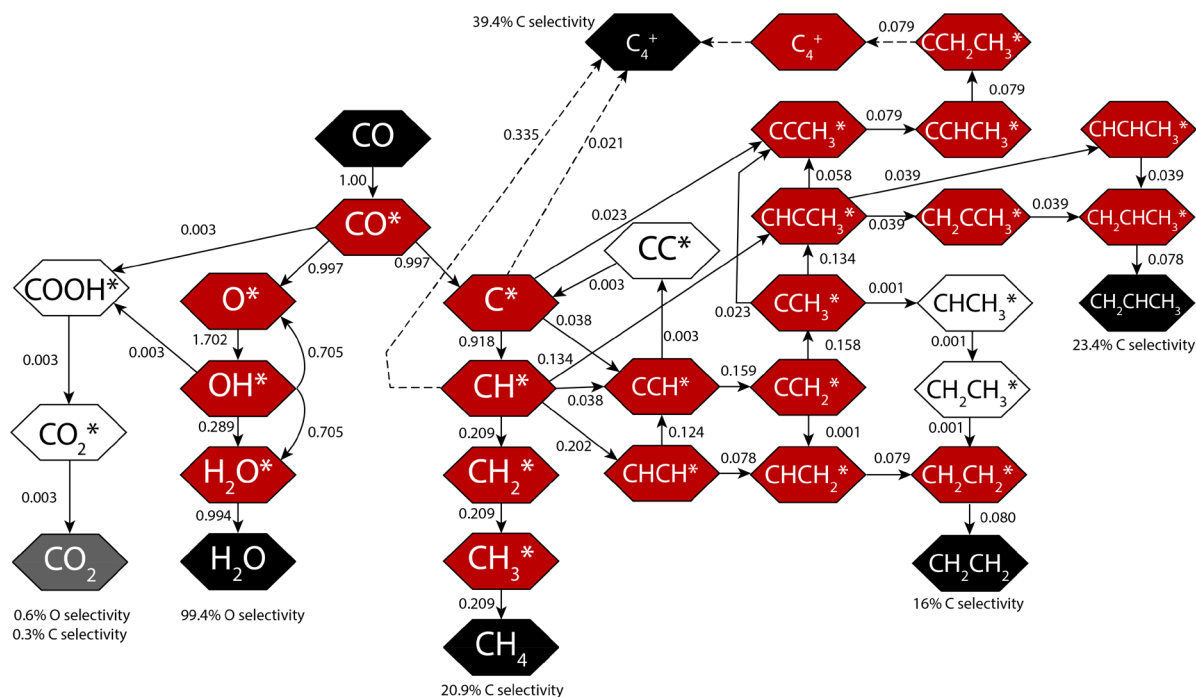 39.4% C selectivity
C₄⁺
C₄⁺
0.079
CCH₂CH₃*
0.079
CO
0.335
0.021
CCCH₃*
0.079
CCHCH₃*
CHCHCH₃*
1.00
0.058
0.039
0.039
CO*
0.003
0.023
CHCCH₃*
0.039
CH₂CCH₃*
0.039
CH₂CHCH₃*
CC*
0.997
0.997
0.134
0.078
COOH*
O*
C*
0.003
CCH₃*
0.001
CHCH₃*
CH₂CHCH₃
0.023
0.038
1.702
0.918
0.003
0.003
0.705
0.003
0.158
0.001
23.4% C selectivity
0.134
OH*
CH*
0.038
CCH*
0.159
CCH₂*
CH₂CH₃*
CO₂*
0.289
0.705
0.209
0.202
0.124
0.001
0.001
H₂O*
CH₂*
CHCH*
0.078
CHCH₂*
0.079
CH₂CH₂*
0.003
0.994
0.209
0.080
CO₂
H₂O
CH₃*
CH₂CH₂
0.6% O selectivity
0.3% C selectivity
99.4% O selectivity
0.209
16% C selectivity
CH₄
20.9% C selectivity